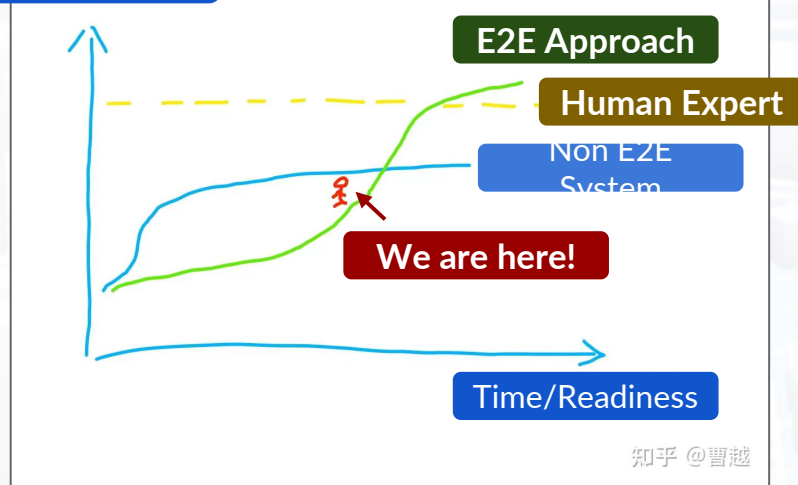 E2E Approach
Human Expert
Non E2E
System
We are here!
Time/Readiness
知乎 @曹越